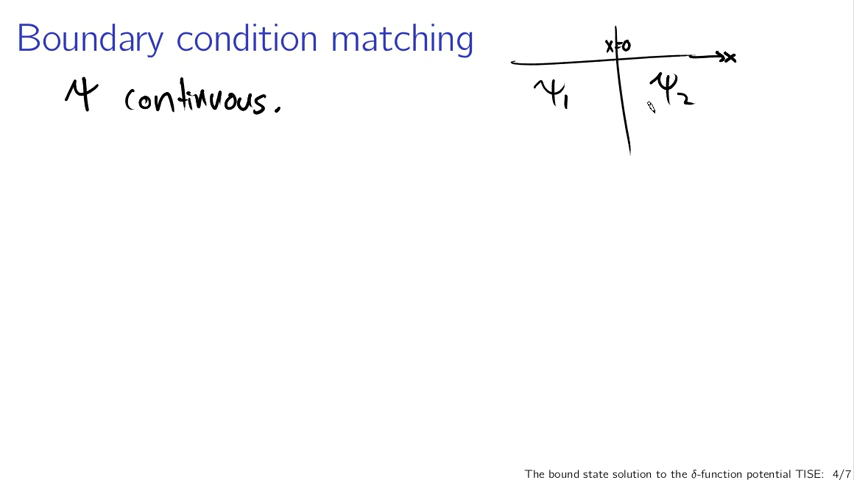 Boundary condition matching
x=0
x
ψ continuous.
ψ₁
ψ₂
The bound state solution to the δ-function potential TISE: 4/7